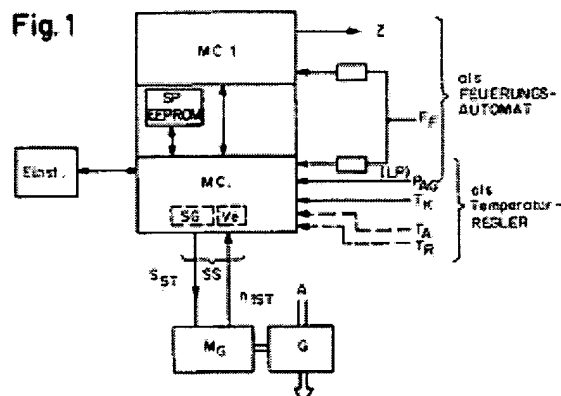 Fig. 1
MC 1
Z
SP
EEPROM
als
FEUERUNGS-
AUTOMAT
F_F
(LP)
P_AG
Einst.
MC
SG
Ve
T_K
T_A
T_R
als
Temperatur-
REGLER
S_ST
SS
n_IST
A
M_G
G